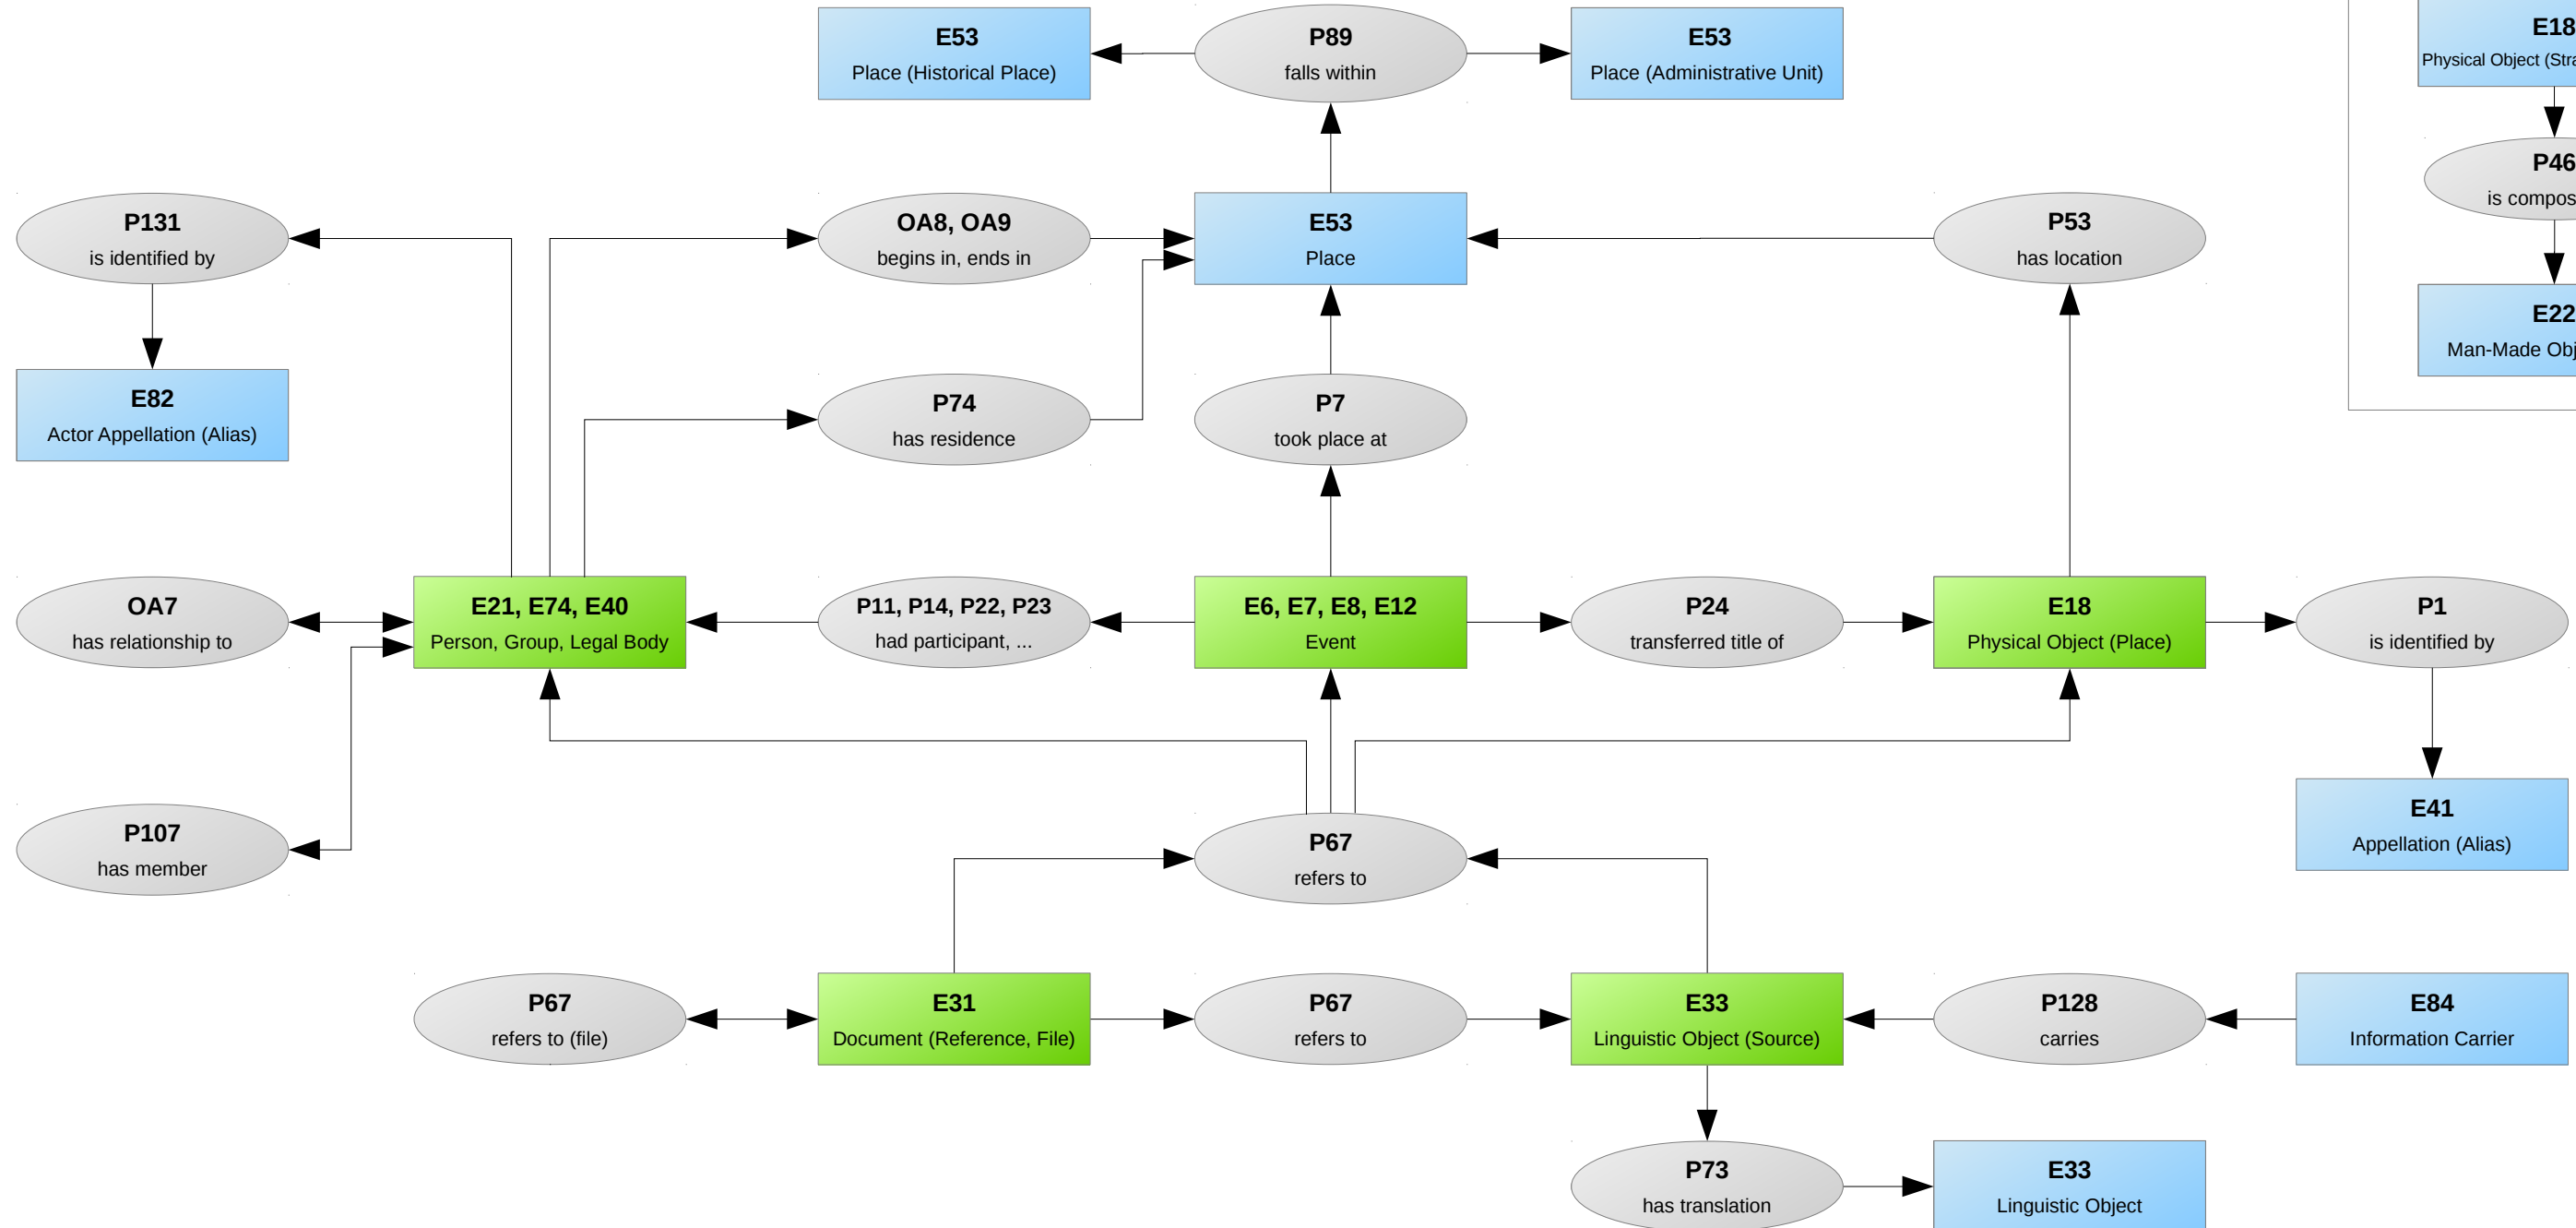 E53
Place (Historical Place)
P89
falls within
E53
Place (Administrative Unit)
E18
Physical Object
P131
is identified by
OA8, OA9
begins in, ends in
E53
Place
P53
has location
P46
is
E82
Actor Appellation (Alias)
P74
has residence
P7
took place at
E22
Man-Made
OA7
has relationship to
E21, E74, E40
Person, Group, Legal Body
P11, P14, P22, P23
had participant, ...
E6, E7, E8, E12
Event
P24
transferred title of
E18
Physical Object (Place)
P1
is identified by
P107
has member
P67
refers to
E41
Appellation (Alias)
P67
refers to (file)
E31
Document (Reference, File)
P67
refers to
E33
Linguistic Object (Source)
P128
carries
E84
Information Carrier
P73
has translation
E33
Linguistic Object